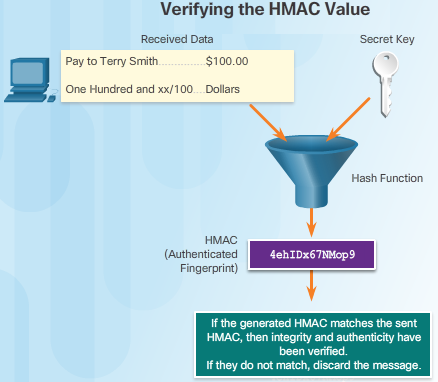 Verifying the HMAC Value
Received Data
Secret Key
Pay to Terry Smith..............$100.00
One Hundred and xx/100....Dollars
Hash Function
HMAC
(Authenticated
Fingerprint)
4ehIDx67NMop9
If the generated HMAC matches the sent
HMAC, then integrity and authenticity have
been verified.
If they do not match, discard the message.